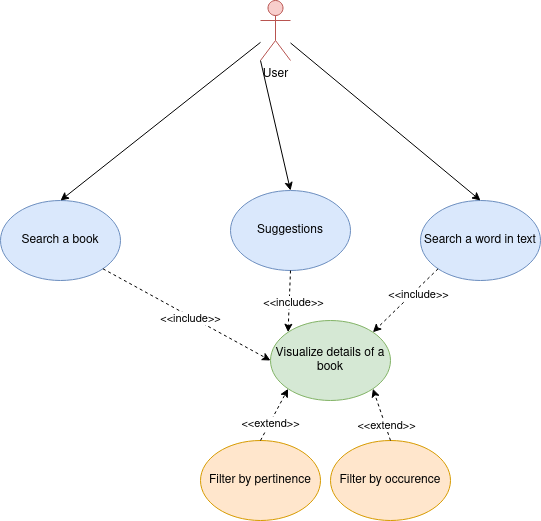 User
Search a book
Suggestions
Search a word in text
<<include>>
<<include>>
<<include>>
Visualize details of a
book
<<extend>>
<<extend>>
Filter by pertinence
Filter by occurence